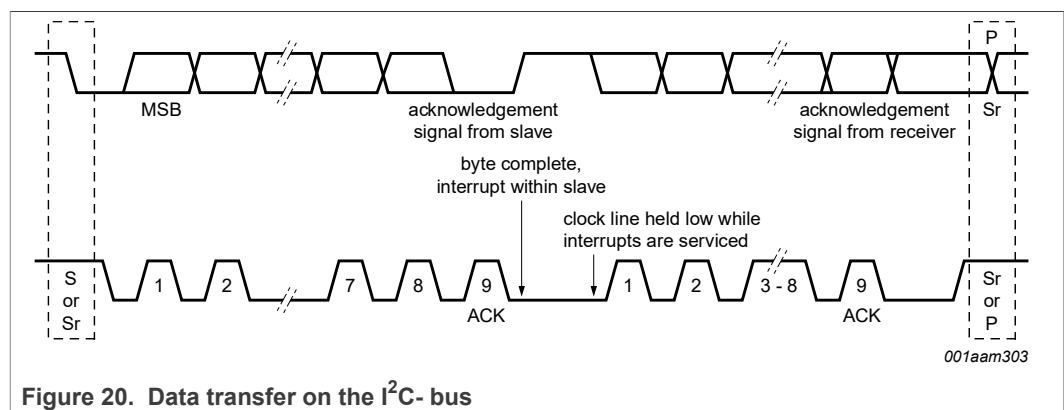 P
MSB
acknowledgement
signal from slave
acknowledgement
signal from receiver
Sr
byte complete,
interrupt within slave
clock line held low while
interrupts are serviced
S
or
Sr
1 2 7 8 9 1 2 3 - 8 9
ACK ACK
Sr
or
P
001aam303
Figure 20. Data transfer on the I²C- bus